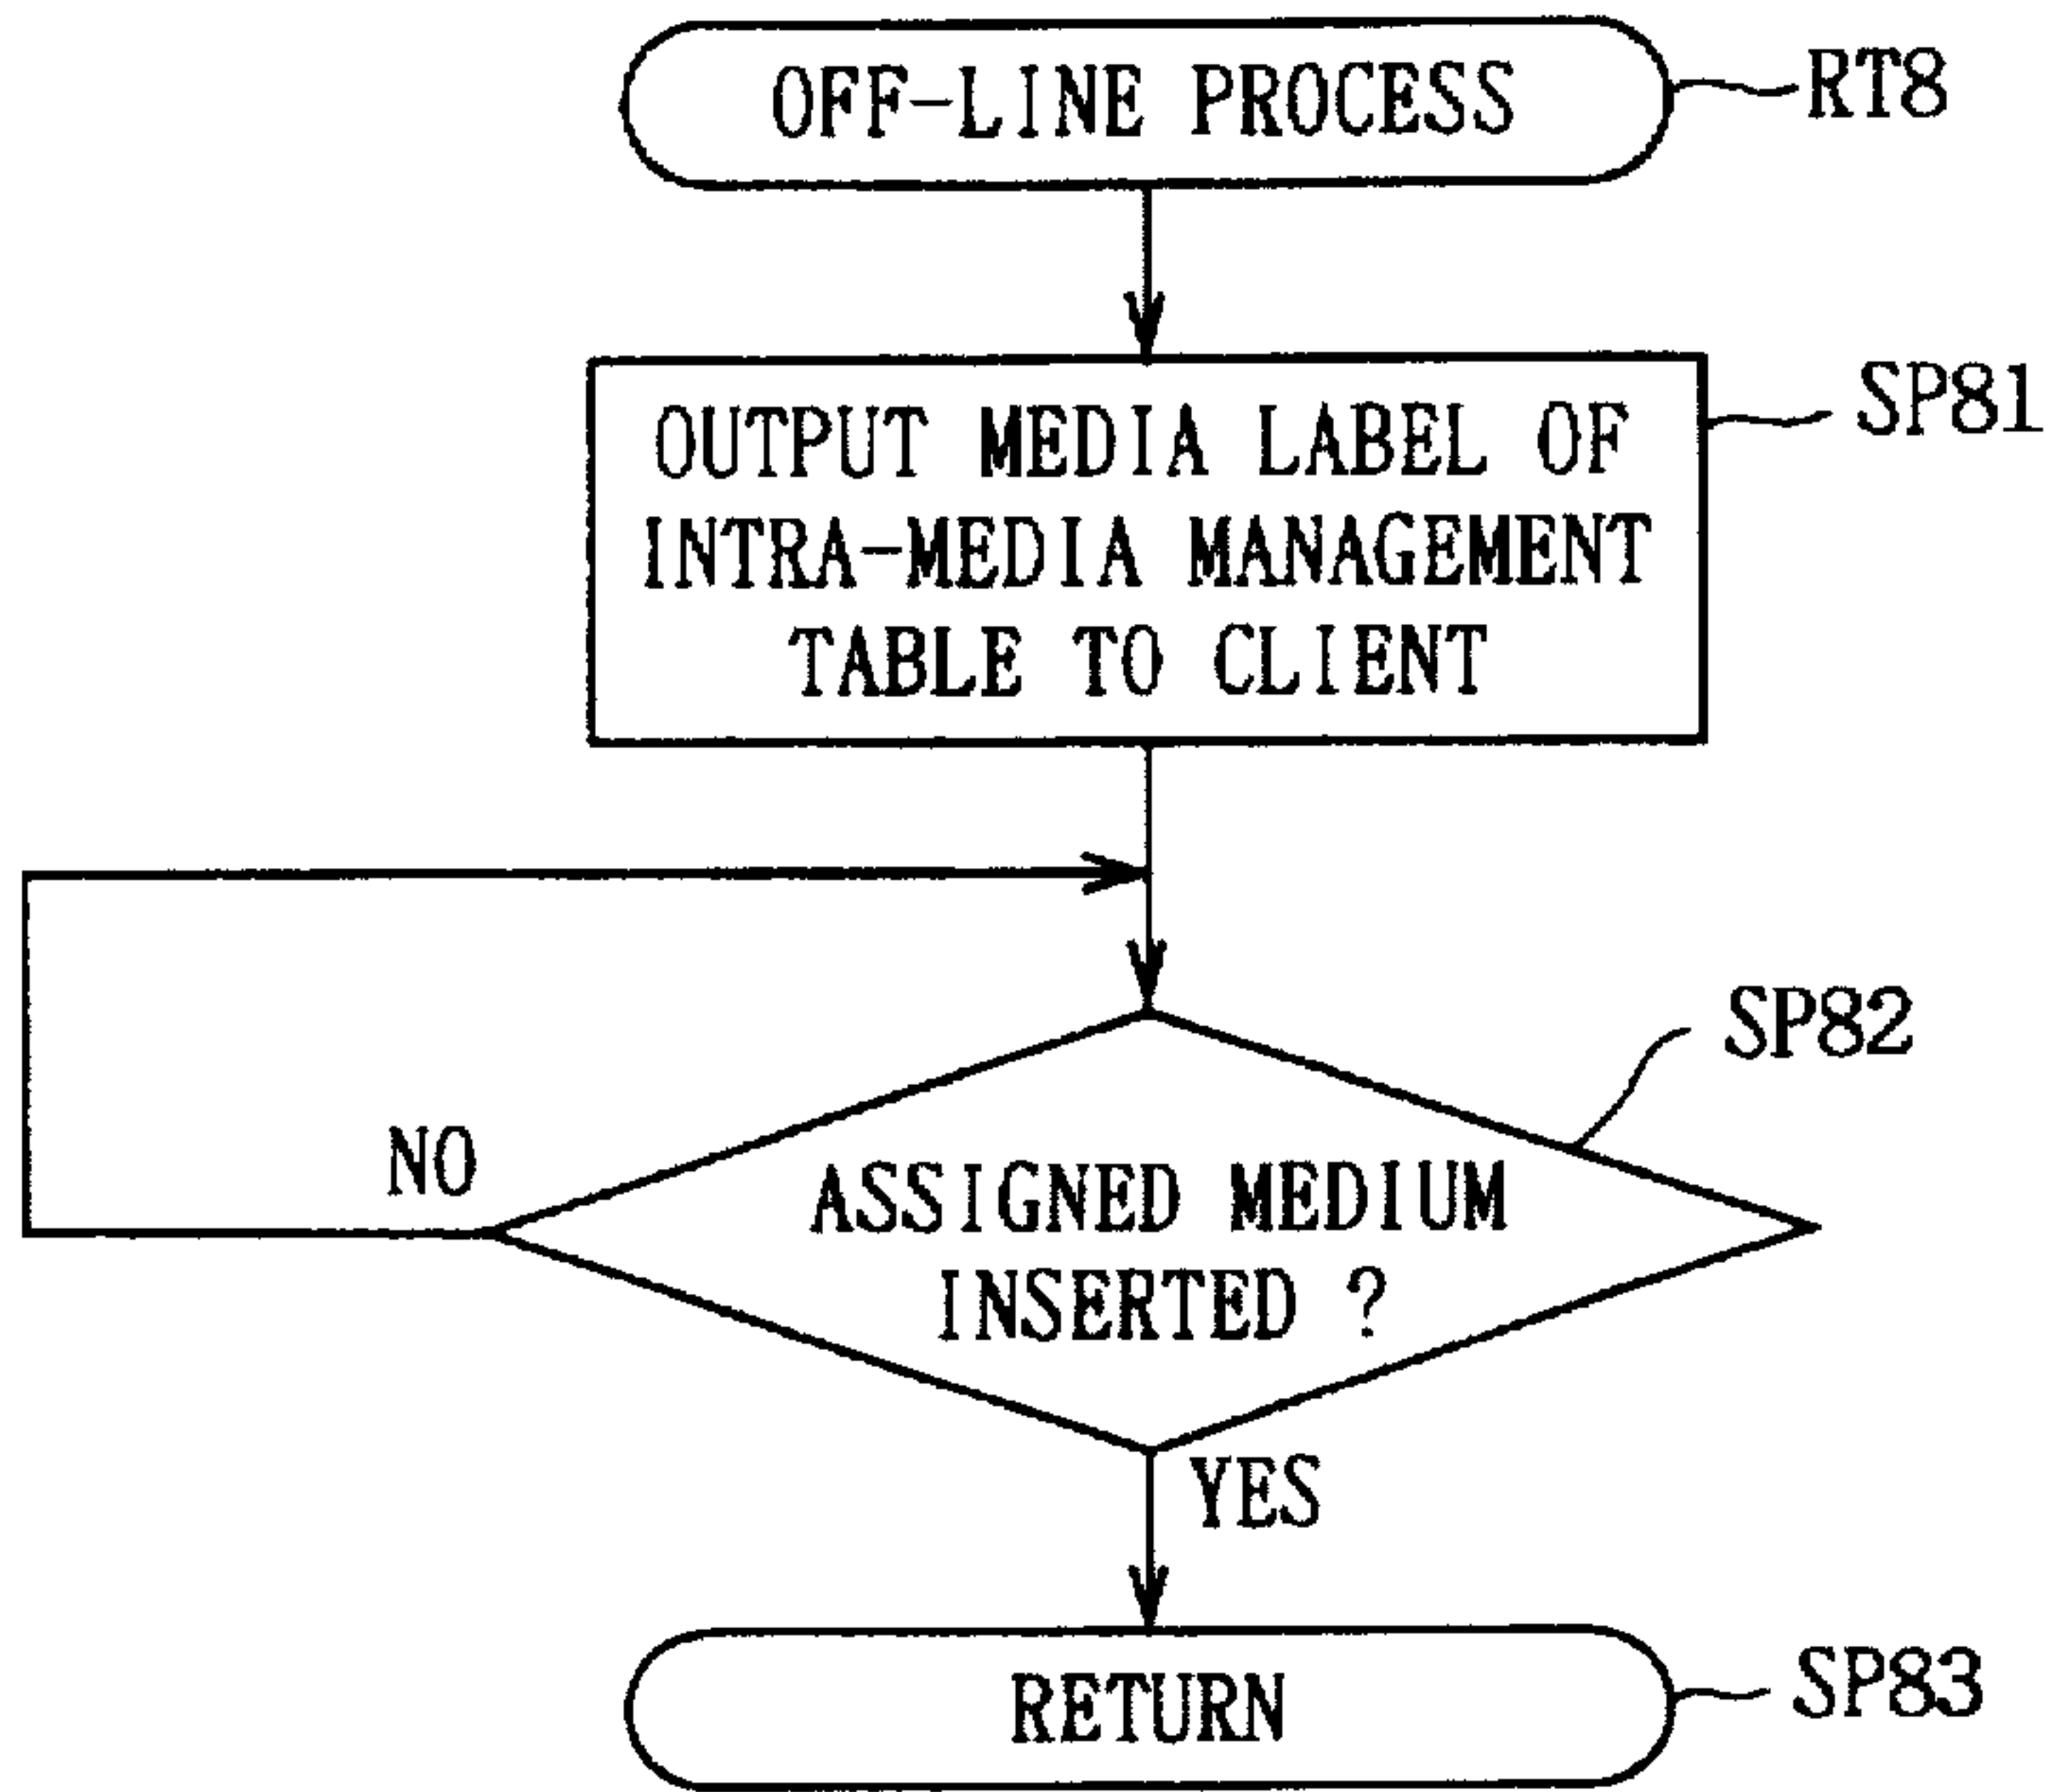 OFF-LINE PROCESS
RT8
OUTPUT MEDIA LABEL OF
INTRA-MEDIA MANAGEMENT
TABLE TO CLIENT
SP81
SP82
NO
ASSIGNED MEDIUM
INSERTED ?
YES
RETURN
SP83